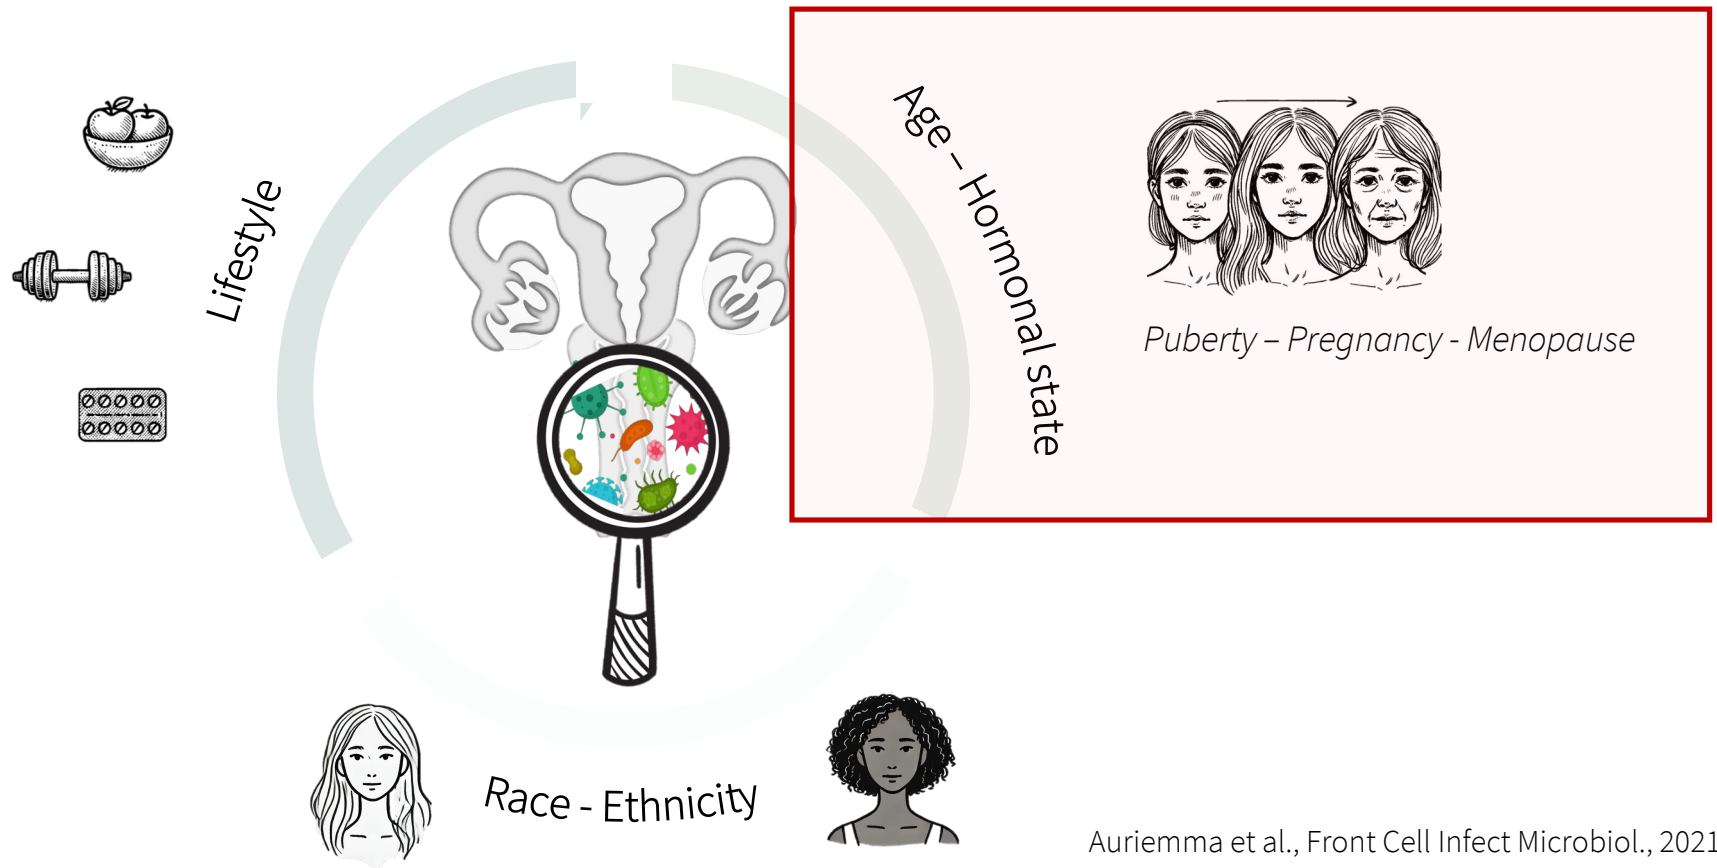 Lifestyle
Age – Hormonal state
Puberty – Pregnancy - Menopause
Race - Ethnicity
Auriemma et al., Front Cell Infect Microbiol., 2021